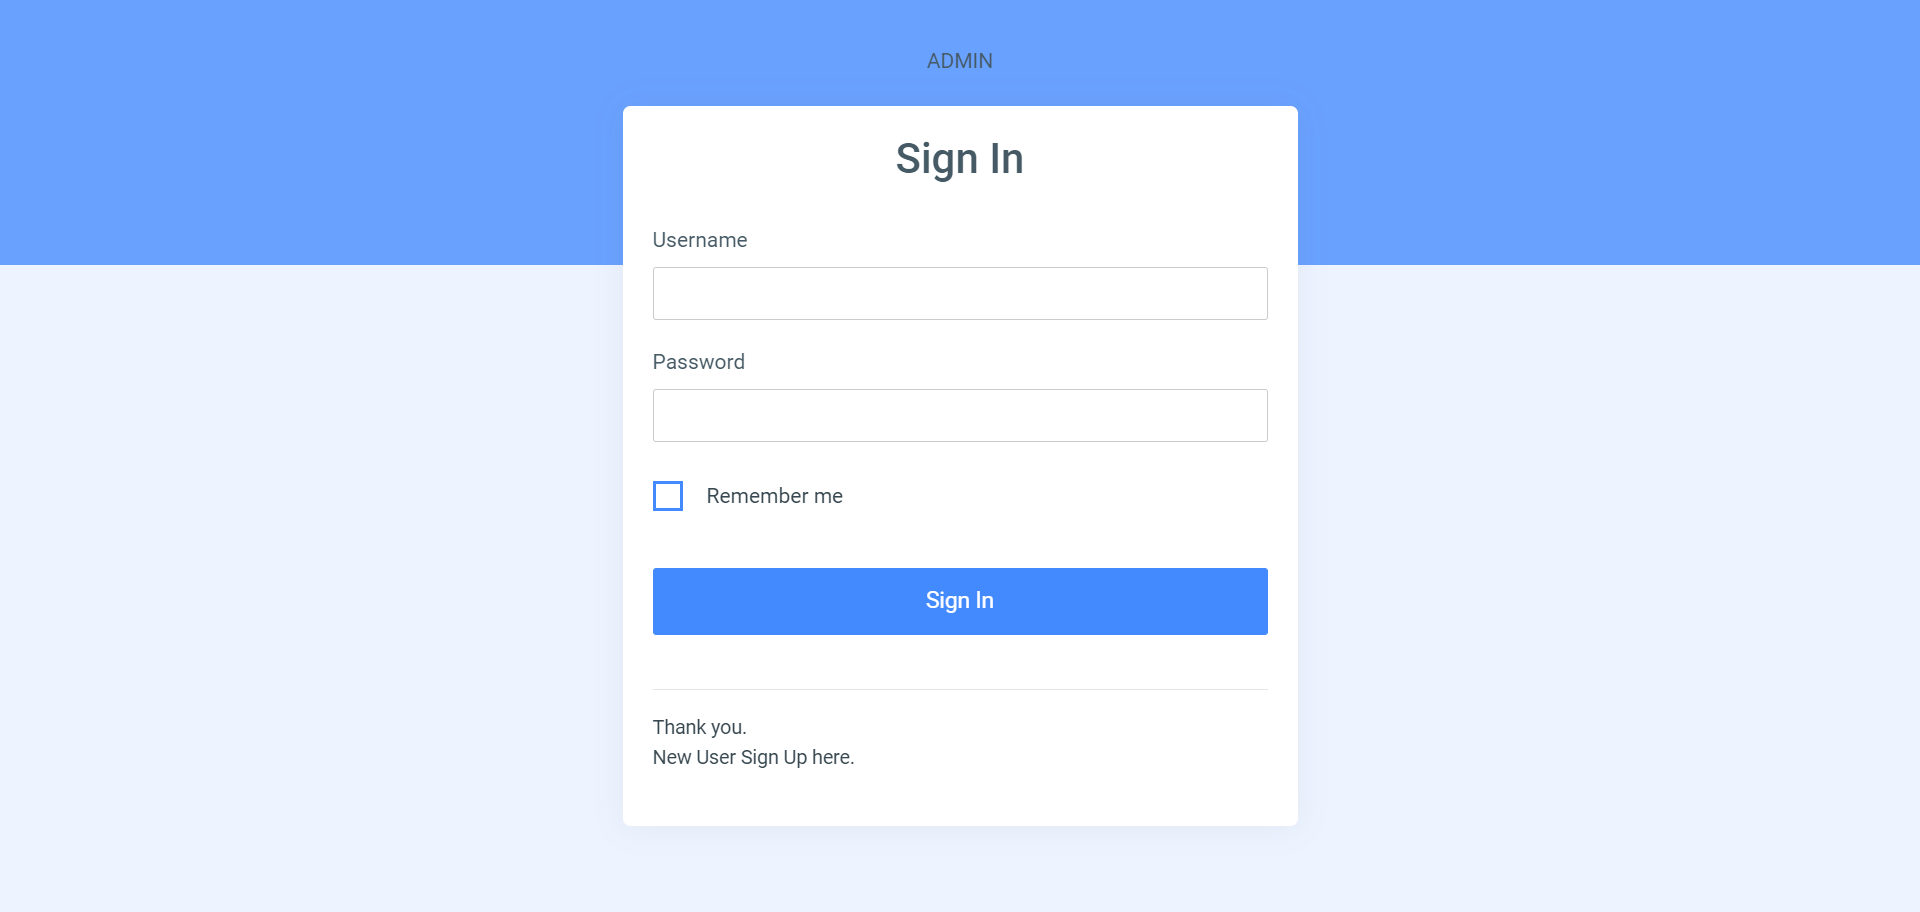 ADMIN
Sign In
Username
Password
Remember me
Sign In
Thank you.
New User Sign Up here.